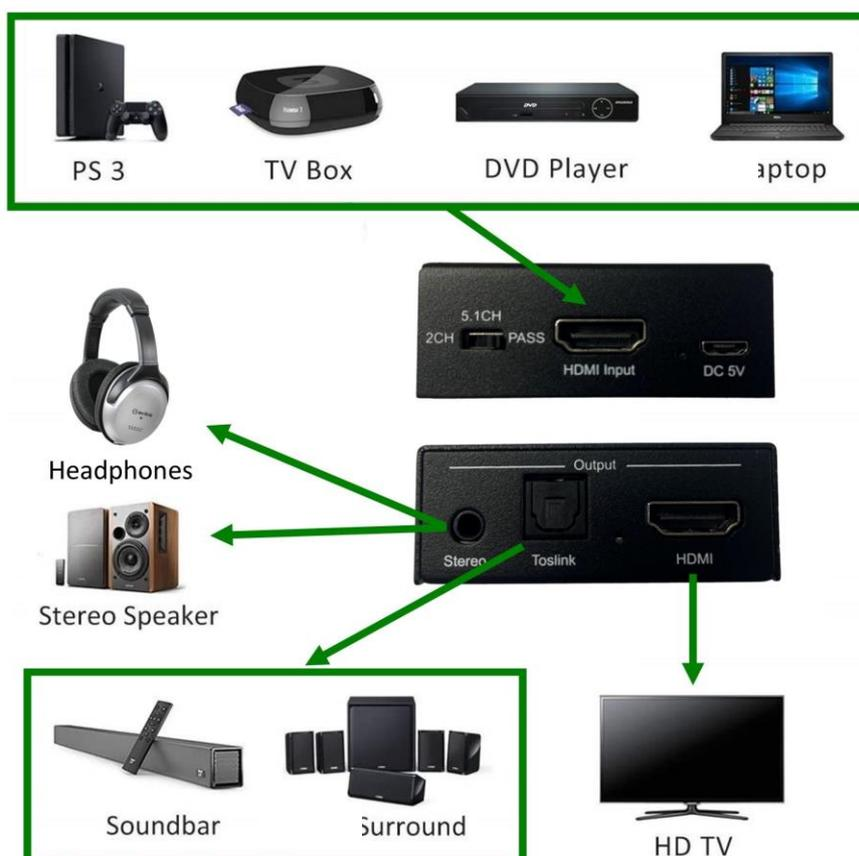 DVD
PS 3
TV Box
DVD Player
aptop
5.1CH
2CH
PASS
HDMI Input
DC 5V
Output
Stereo
Toslink
HDMI
Headphones
Stereo Speaker
Soundbar
Surround
HD TV